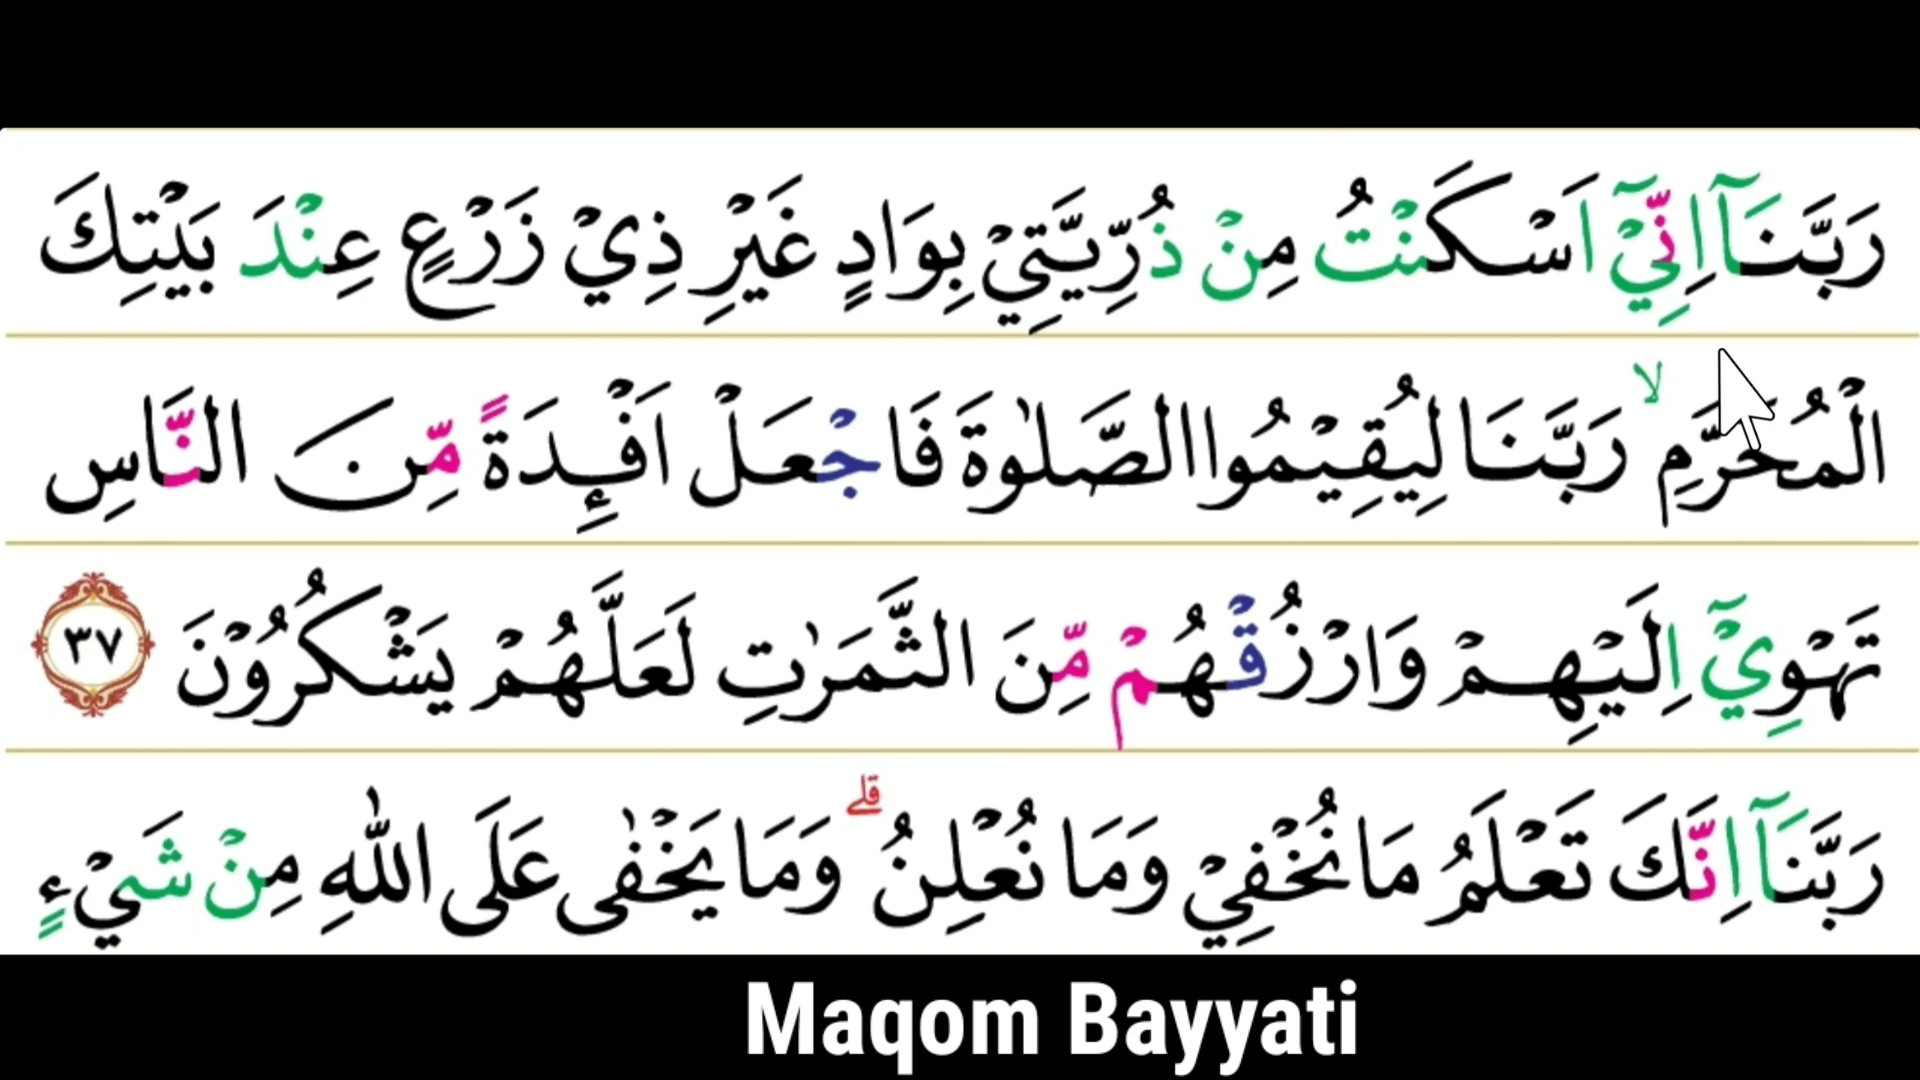 رَبَّنَآ اِنِّيْٓ اَسْكَنْتُ مِنْ ذُرِّيَّتِيْ بِوَادٍ غَيْرِ ذِيْ زَرْعٍ عِنْدَ بَيْتِكَ
الْمُحَرَّمِ ۙ رَبَّنَا لِيُقِيْمُوا الصَّلٰوةَ فَاجْعَلْ اَفْـِٕدَةً مِّنَ النَّاسِ
تَهْوِيْٓ اِلَيْهِمْ وَارْزُقْهُمْ مِّنَ الثَّمَرٰتِ لَعَلَّهُمْ يَشْكُرُوْنَ ٣٧
رَبَّنَآ اِنَّكَ تَعْلَمُ مَا نُخْفِيْ وَمَا نُعْلِنُ ۗ وَمَا يَخْفٰى عَلَى اللّٰهِ مِنْ شَيْءٍ
Maqom Bayyati